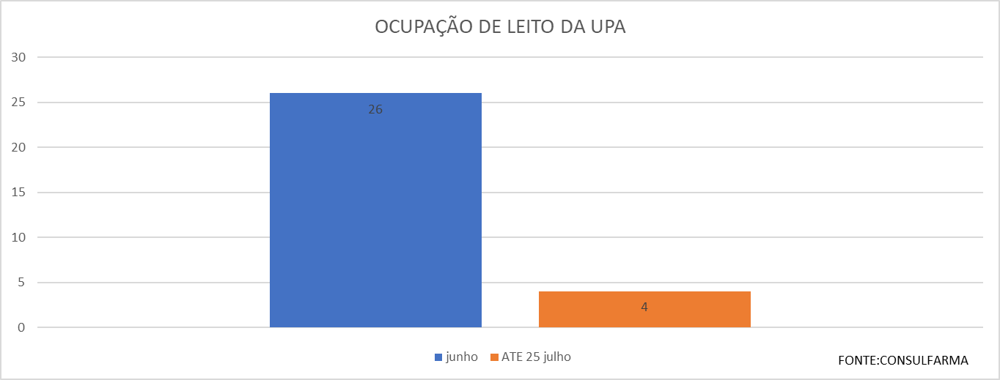 OCUPAÇÃO DE LEITO DA UPA
30
25
20
15
10
5
0
26
4
junho
ATE 25 julho
FONTE:CONSULFARMA